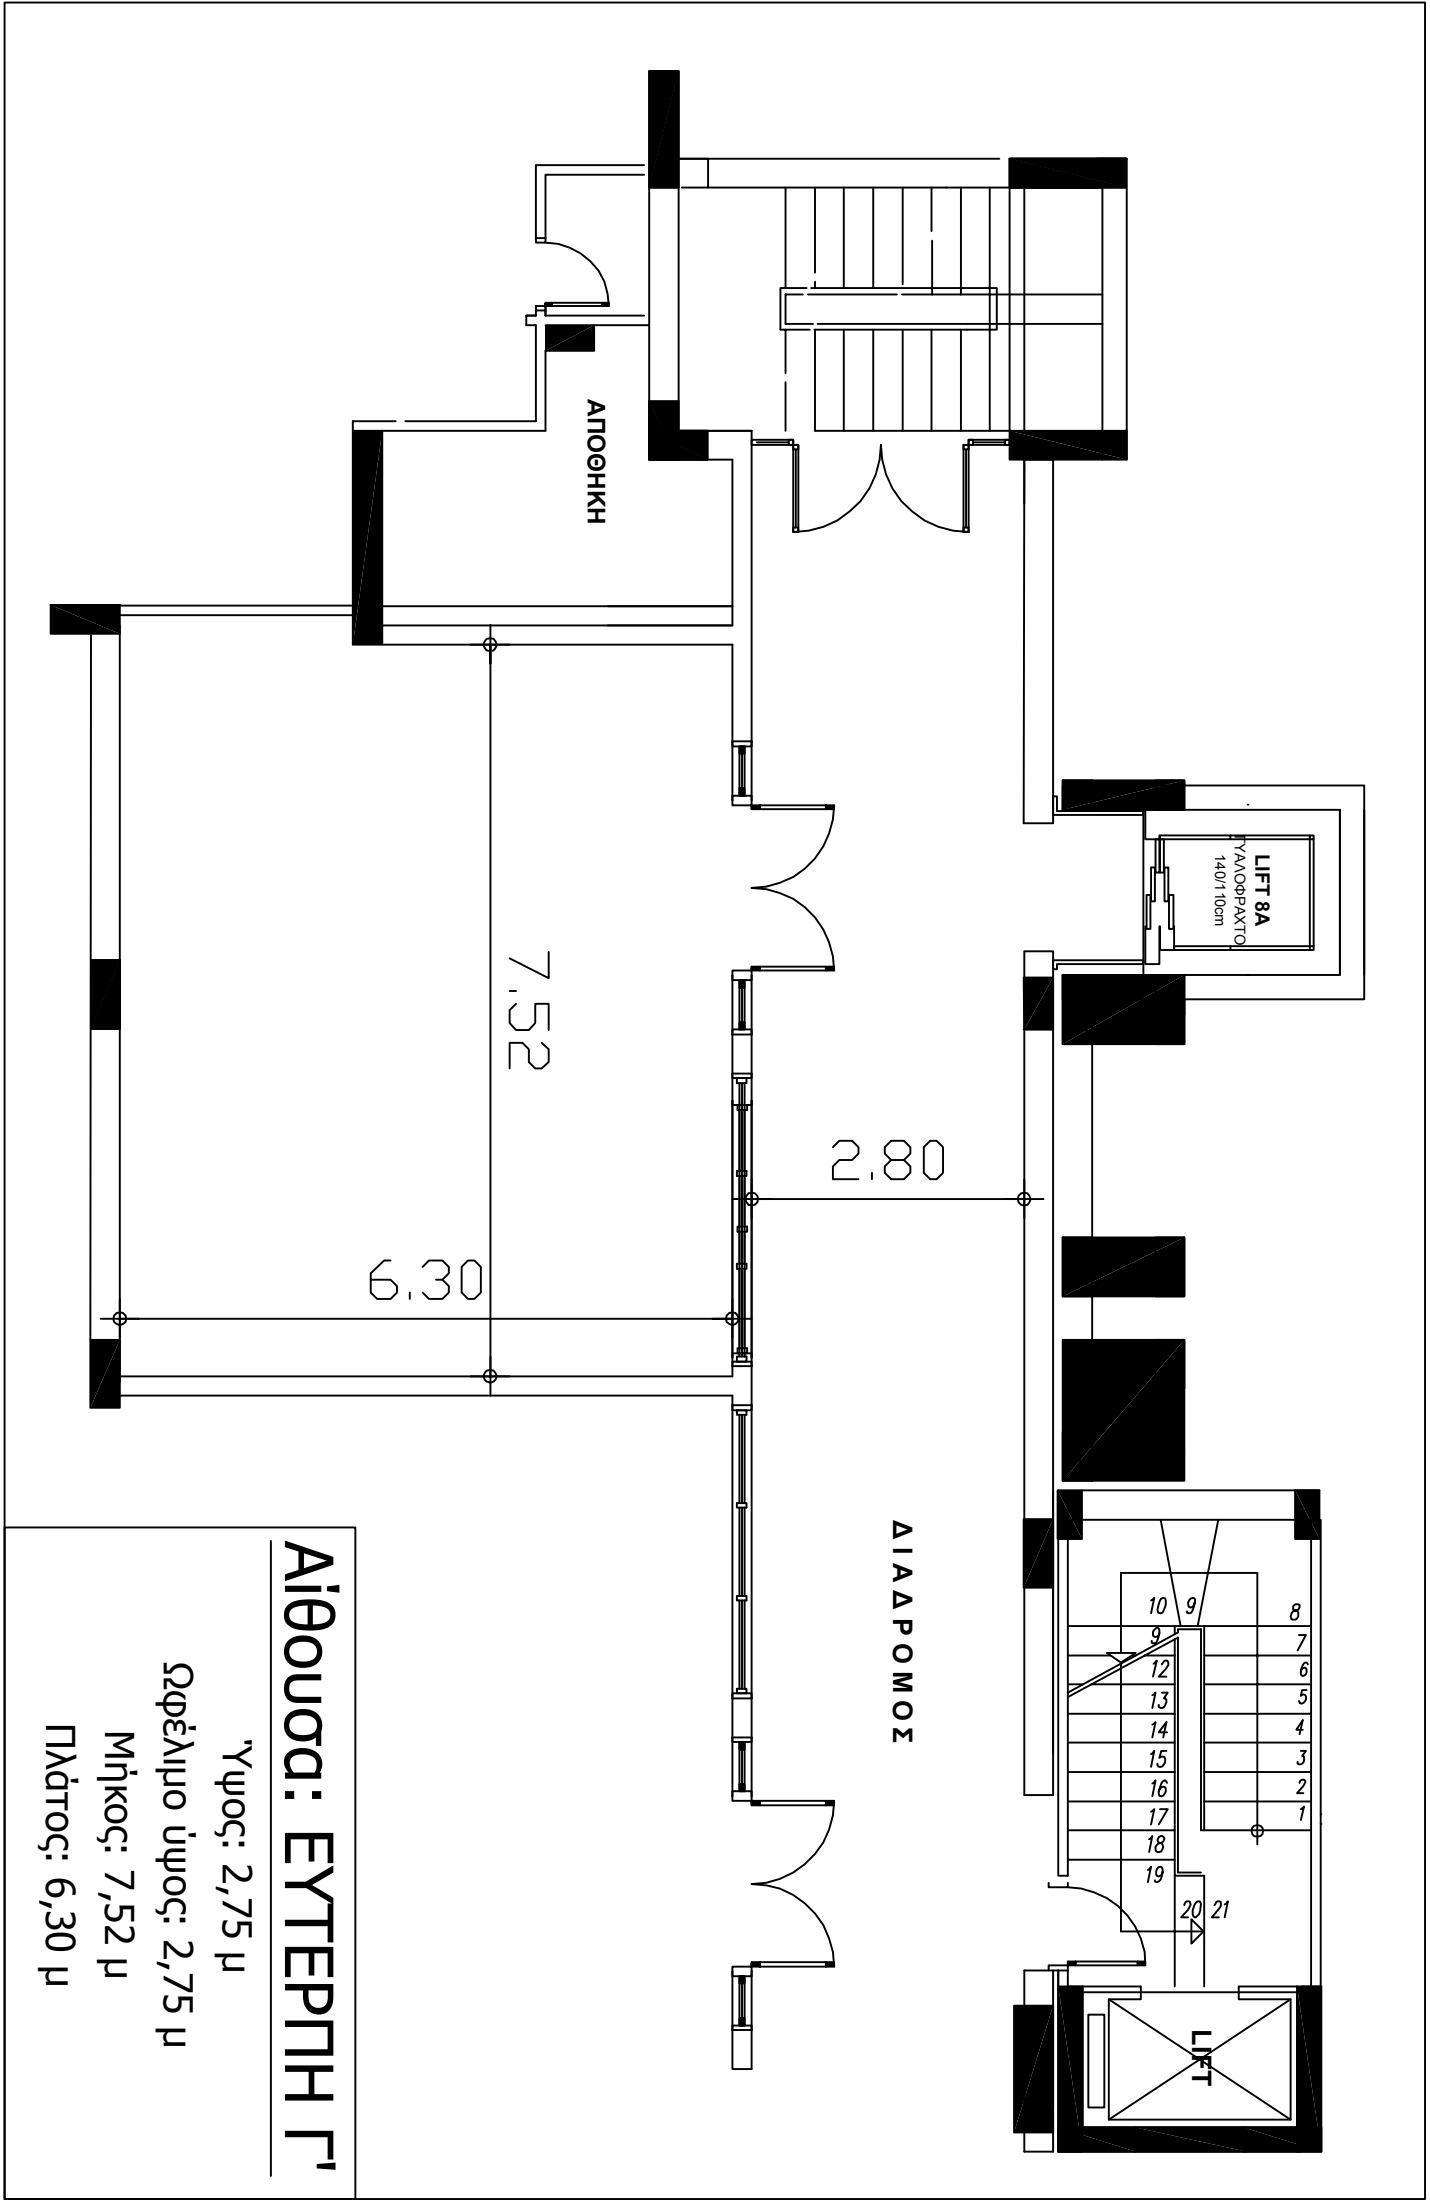 ΑΠΟΘΗΚΗ
LIFT 8A
ΓΥΑΛΟΦΡΑΧΤΟ
140/110cm
7.52
2.80
6.30
ΔΙΑΔΡΟΜΟΣ
8
7
6
5
4
3
2
1
10 9
9
12
13
14
15
16
17
18
19
20 21
LIFT
Αίθουσα: ΕΥΤΕΡΠΗ Γ'
Ύψος: 2,75 μ
Ωφέλιμο ύψος: 2,75 μ
Μήκος: 7,52 μ
Πλάτος: 6,30 μ